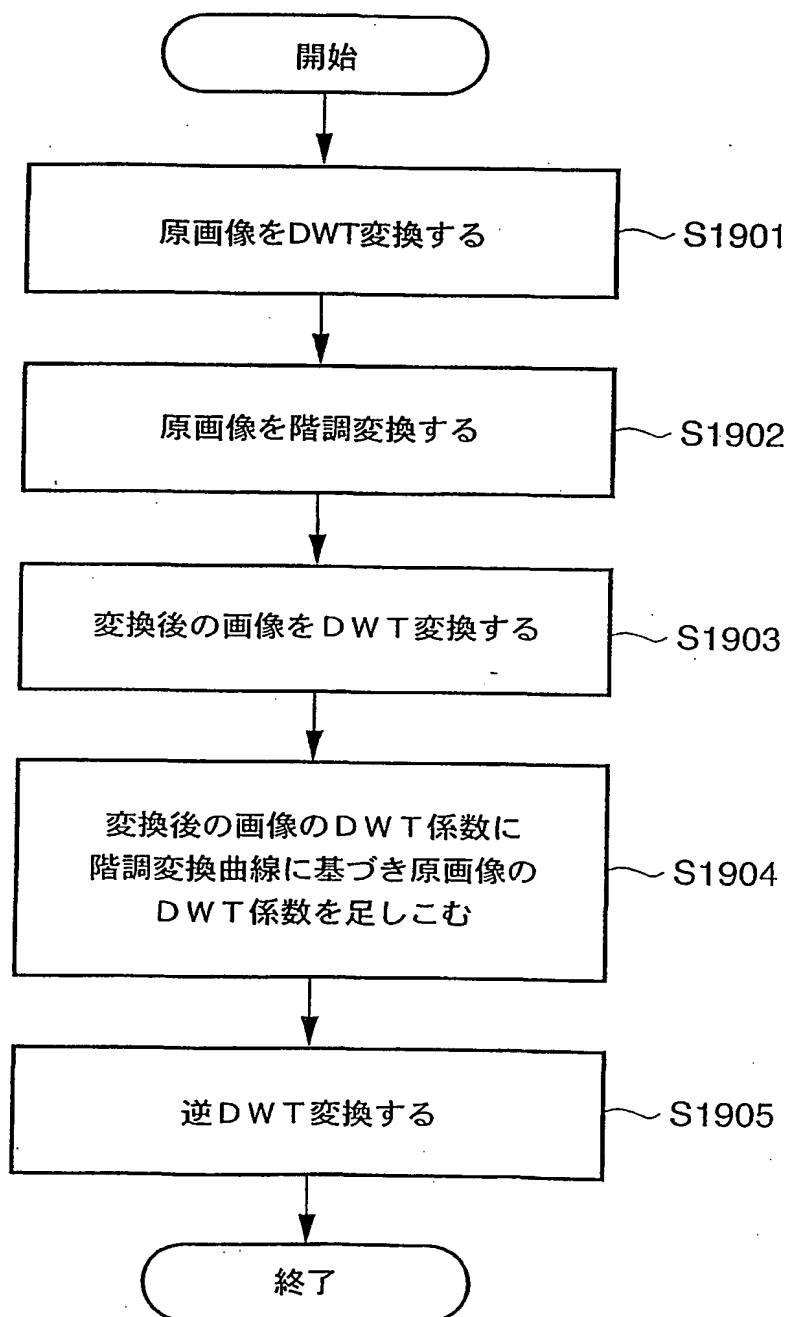 開始
原画像をDWT変換する
S1901
原画像を階調変換する
S1902
変換後の画像をDWT変換する
S1903
変換後の画像のDWT係数に
階調変換曲線に基づき原画像の
DWT係数を足しこむ
S1904
逆DWT変換する
S1905
終了